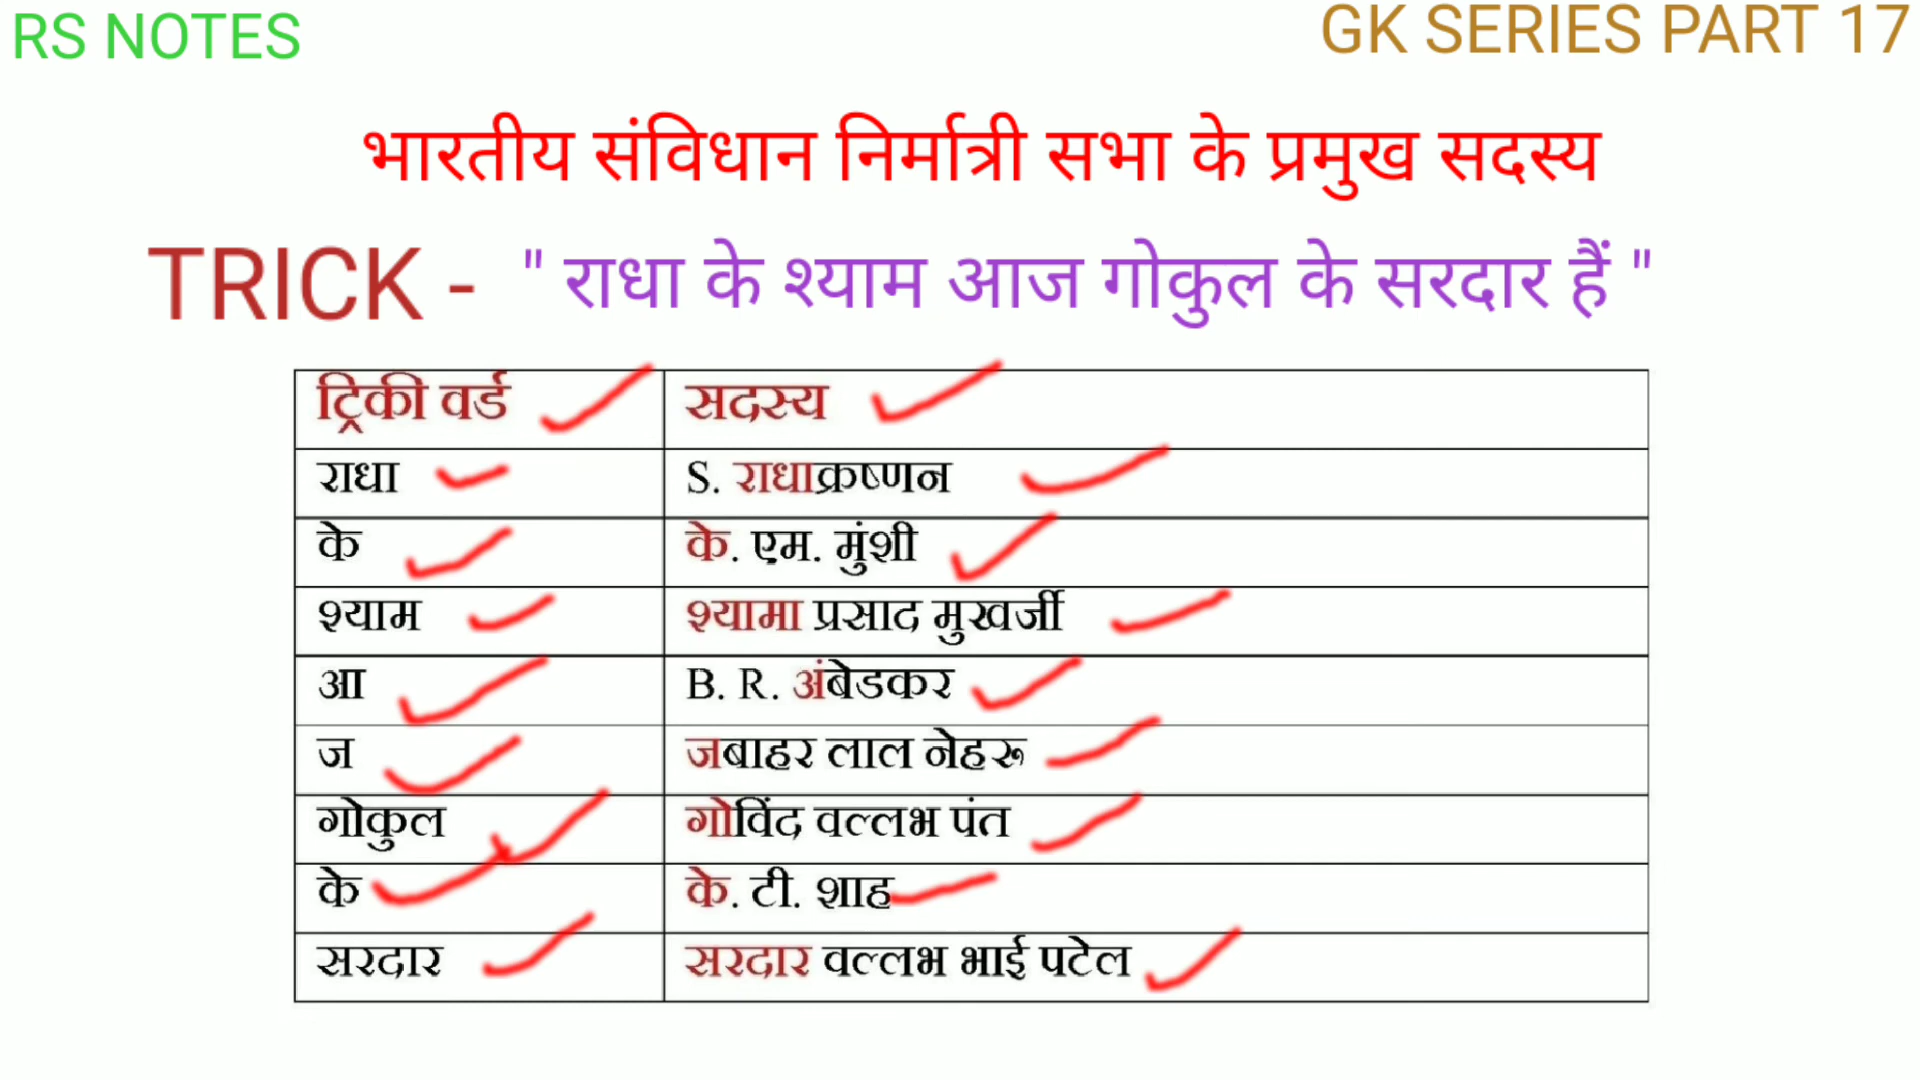 RS NOTES
GK SERIES PART 17
भारतीय संविधान निर्मात्री सभा के प्रमुख सदस्य
TRICK - " राधा के श्याम आज गोकुल के सरदार हैं "
ट्रिकी वर्ड सदस्य
राधा S. राधाक्रष्णन
के के. एम. मुंशी
श्याम श्यामा प्रसाद मुखर्जी
आ B. R. अंबेडकर
ज जबाहर लाल नेहरू
गोकुल गोविंद वल्लभ पंत
के के. टी. शाह
सरदार सरदार वल्लभ भाई पटेल